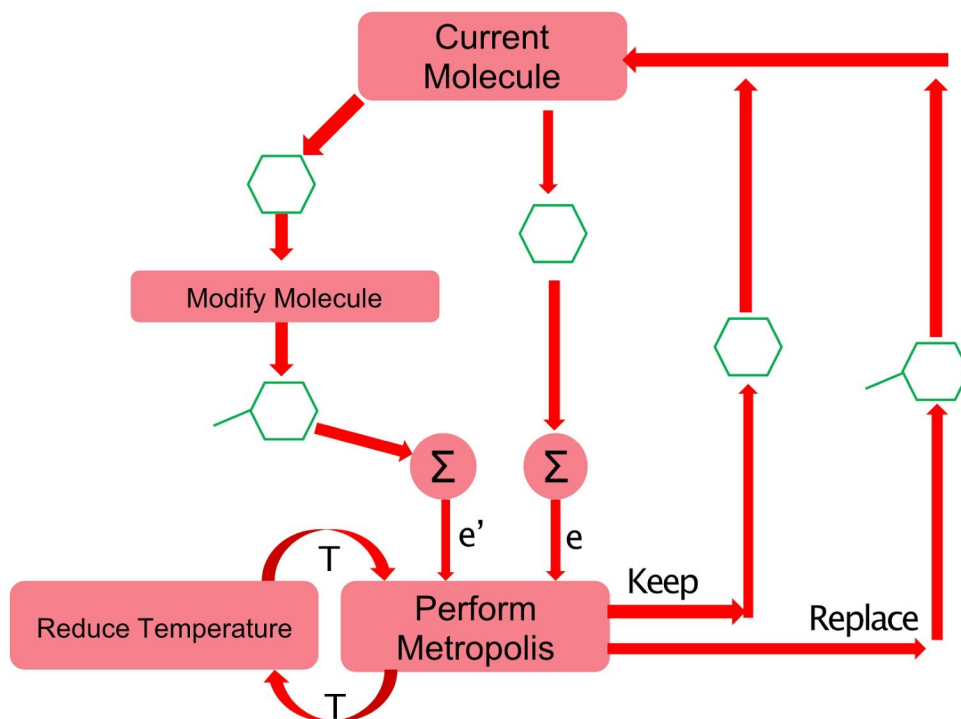 Current
Molecule
Modify Molecule
Σ
Σ
e’
e
T
Keep
Reduce Temperature
Perform
Metropolis
Replace
T